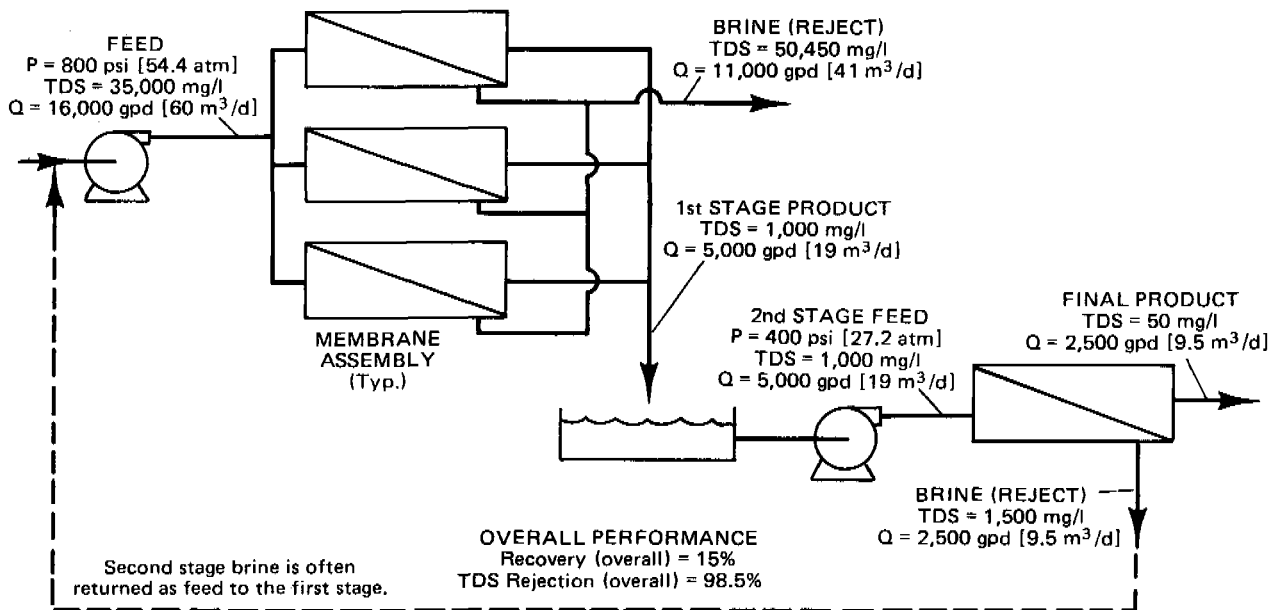 FEED
P = 800 psi [54.4 atm]
TDS = 35,000 mg/l
Q = 16,000 gpd [60 m³/d]
BRINE (REJECT)
TDS = 50,450 mg/l
Q = 11,000 gpd [41 m³/d]
1st STAGE PRODUCT
TDS = 1,000 mg/l
Q = 5,000 gpd [19 m³/d]
MEMBRANE
ASSEMBLY
(Typ.)
2nd STAGE FEED
P = 400 psi [27.2 atm]
TDS = 1,000 mg/l
Q = 5,000 gpd [19 m³/d]
FINAL PRODUCT
TDS = 50 mg/l
Q = 2,500 gpd [9.5 m³/d]
BRINE (REJECT)
TDS = 1,500 mg/l
Q = 2,500 gpd [9.5 m³/d]
OVERALL PERFORMANCE
Recovery (overall) = 15%
TDS Rejection (overall) = 98.5%
Second stage brine is often
returned as feed to the first stage.